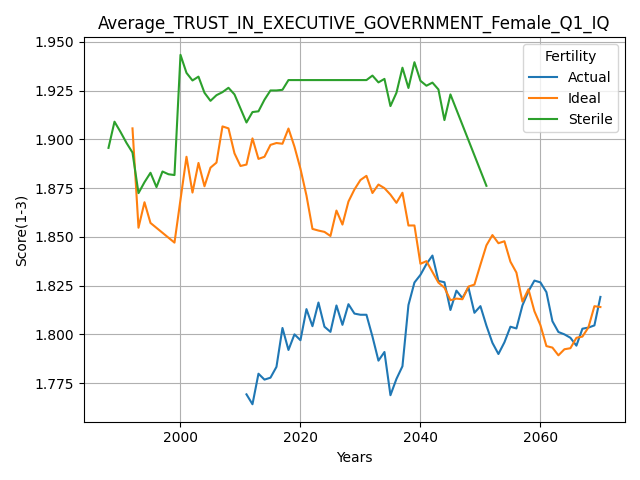 Average_TRUST_IN_EXECUTIVE_GOVERNMENT_Female_Q1_IQ
Fertility
Actual
Ideal
Sterile
Score(1-3)
1.950
1.925
1.900
1.875
1.850
1.825
1.800
1.775
2000 2020 2040 2060
Years